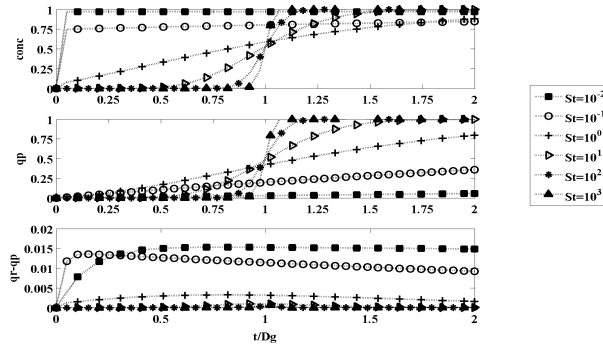 1
0.75
0.5
0.25
0
conc
0 0.25 0.5 0.75 1 1.25 1.5 1.75 2
1
0.75
0.5
0.25
0
qp
0 0.25 0.5 0.75 1 1.25 1.5 1.75 2
0.02
0.015
0.01
0.005
0
qr-qp
0 0.5 1 1.5 2
t/Dg
St=10⁻²
St=10⁻¹
St=10⁰
St=10¹
St=10²
St=10³